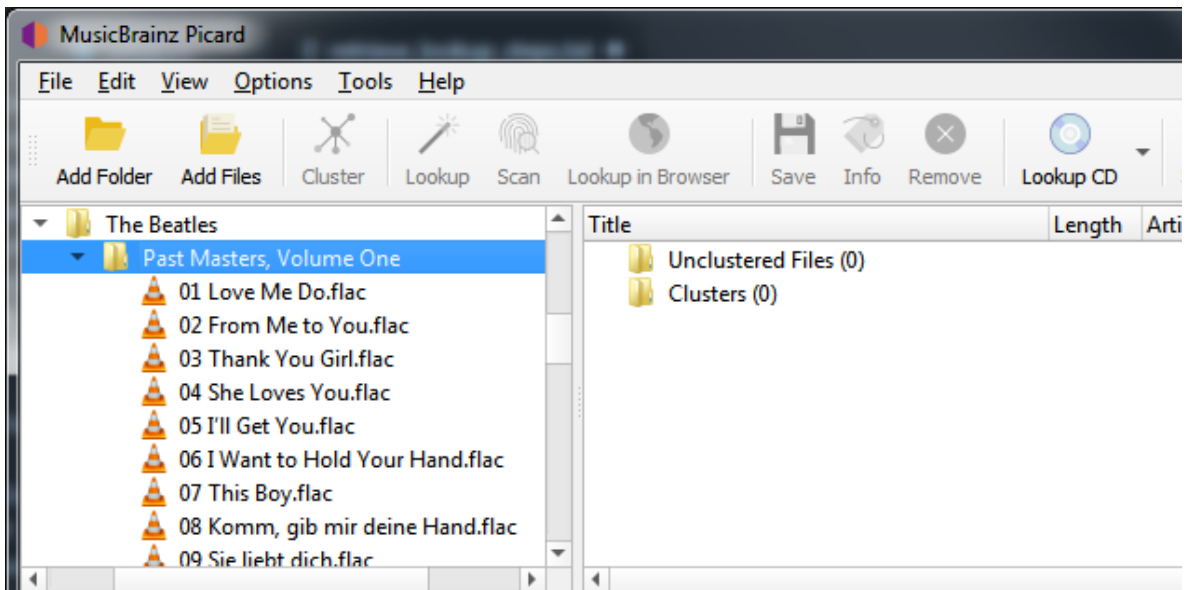 MusicBrainz Picard
File Edit View Options Tools Help
Add Folder Add Files Cluster Lookup Scan Lookup in Browser Save Info Remove Lookup CD
The Beatles
Past Masters, Volume One
01 Love Me Do.flac
02 From Me to You.flac
03 Thank You Girl.flac
04 She Loves You.flac
05 I'll Get You.flac
06 I Want to Hold Your Hand.flac
07 This Boy.flac
08 Komm, gib mir deine Hand.flac
09 Sie liebt dich.flac
Title Length Arti
Unclustered Files (0)
Clusters (0)